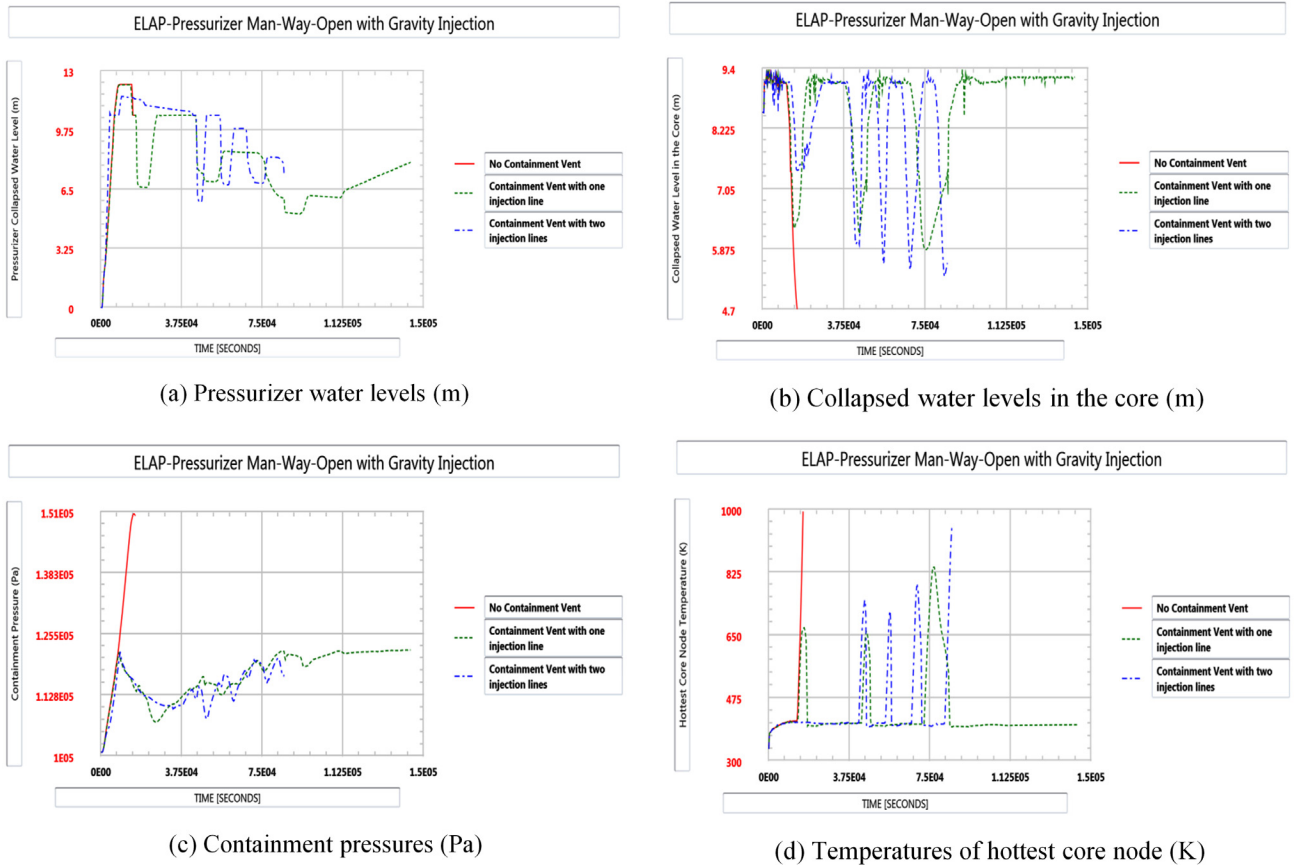 ELAP-Pressurizer Man-Way-Open with Gravity Injection
Pressurizer Collapsed Water Level (m)
13
9.75
6.5
3.25
0
0E00
3.75E04
7.5E04
1.125E05
1.5E05
TIME [SECONDS]
No Containment Vent
Containment Vent with one
injection line
Containment Vent with two
injection lines
(a) Pressurizer water levels (m)
ELAP-Pressurizer Man-Way-Open with Gravity Injection
Collapsed Water Level in the Core (m)
9.4
8.225
7.05
5.875
4.7
0E00
3.75E04
7.5E04
1.125E05
1.5E05
TIME [SECONDS]
No Containment Vent
Containment Vent with one
injection line
Containment Vent with two
injection lines
(b) Collapsed water levels in the core (m)
ELAP-Pressurizer Man-Way-Open with Gravity Injection
Containment Pressure (Pa)
1.51E05
1.383E05
1.255E05
1.128E05
1E05
0E00
3.75E04
7.5E04
1.125E05
1.5E05
TIME [SECONDS]
No Containment Vent
Containment Vent with one
injection line
Containment Vent with two
injection lines
(c) Containment pressures (Pa)
ELAP-Pressurizer Man-Way-Open with Gravity Injection
Hottest Core Node Temperature (K)
1000
825
650
475
300
0E00
3.75E04
7.5E04
1.125E05
1.5E05
TIME [SECONDS]
No Containment Vent
Containment Vent with one
injection line
Containment Vent with two
injection lines
(d) Temperatures of hottest core node (K)